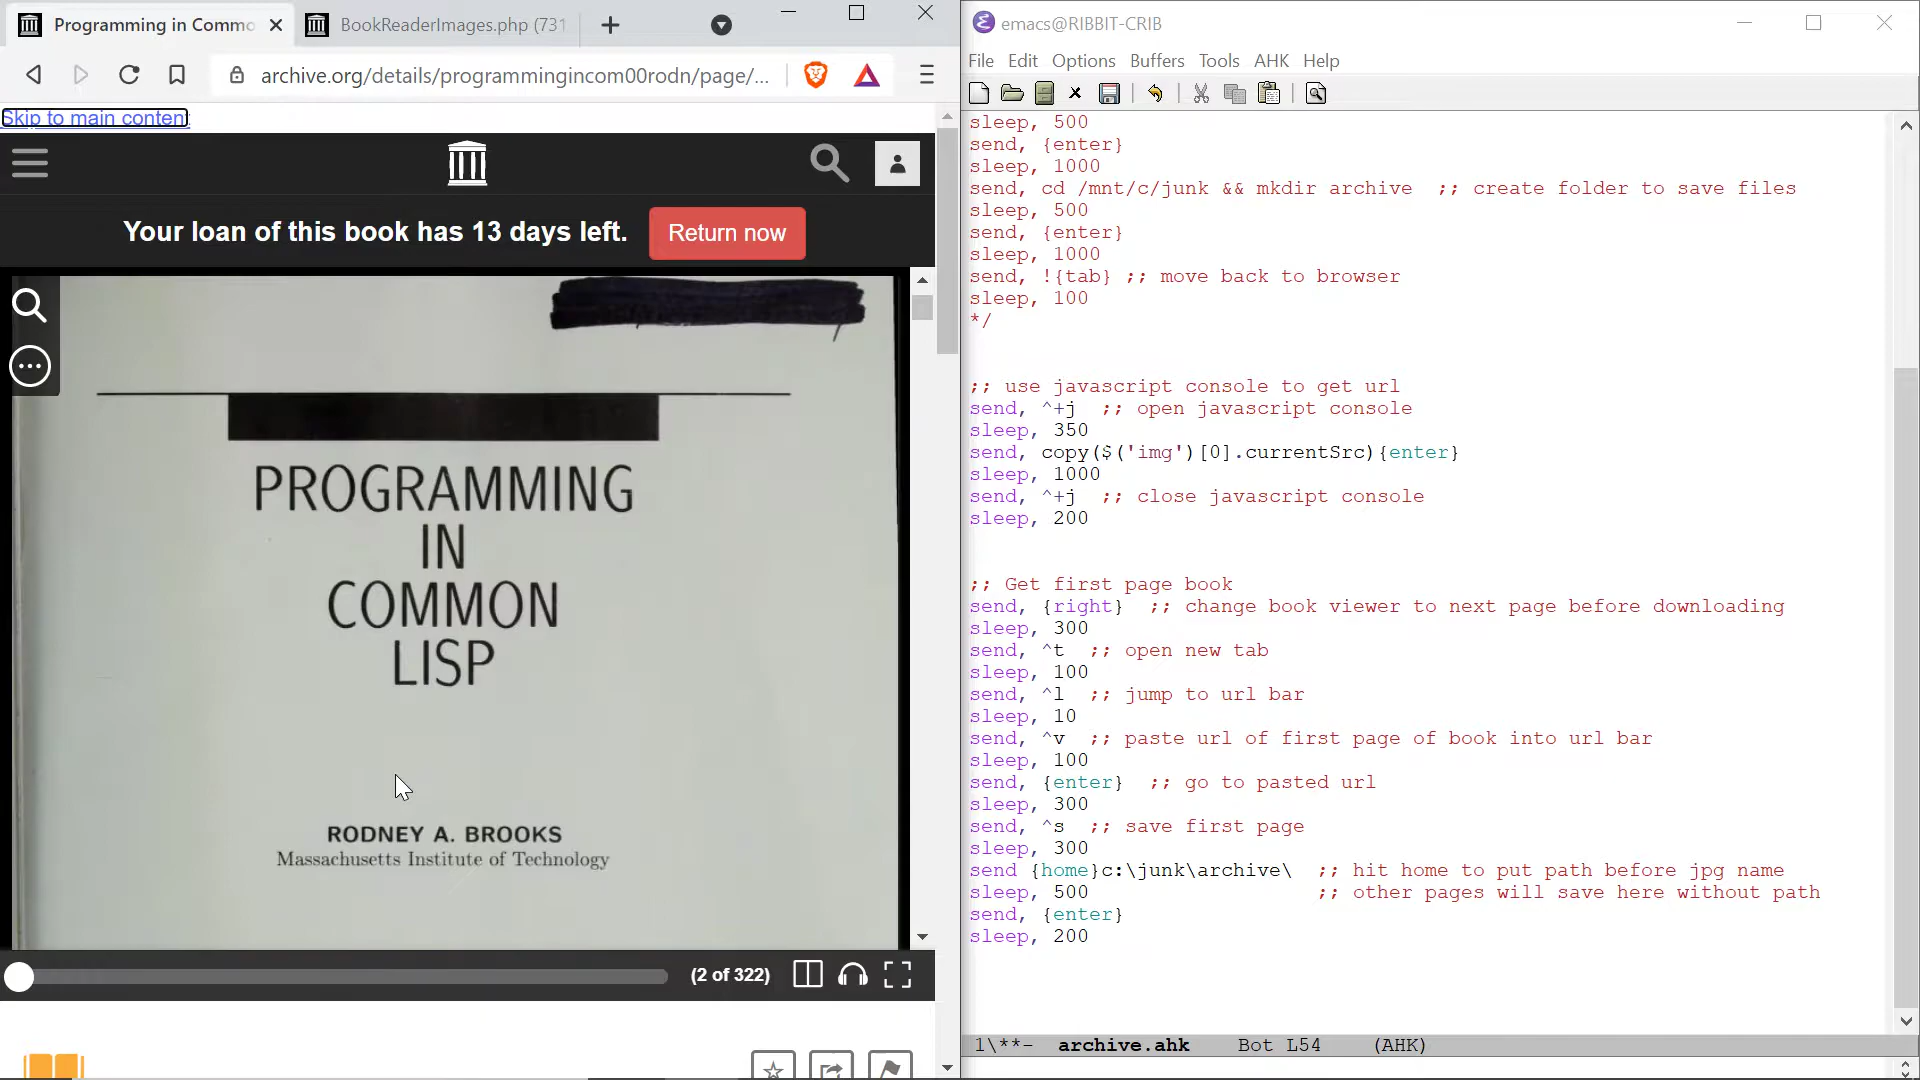 Programming in Commo
BookReaderImages.php (731
archive.org/details/programmingincom00rodn/page/...
Skip to main content
Your loan of this book has 13 days left.
Return now
PROGRAMMING
IN
COMMON
LISP
RODNEY A. BROOKS
Massachusetts Institute of Technology
(2 of 322)
emacs@RIBBIT-CRIB
File Edit Options Buffers Tools AHK Help
sleep, 500
send, {enter}
sleep, 1000
send, cd /mnt/c/junk && mkdir archive ;; create folder to save files
sleep, 500
send, {enter}
sleep, 1000
send, !{tab} ;; move back to browser
sleep, 100
*/
;; use javascript console to get url
send, ^+j ;; open javascript console
sleep, 350
send, copy($('img')[0].currentSrc){enter}
sleep, 1000
send, ^+j ;; close javascript console
sleep, 200
;; Get first page book
send, {right} ;; change book viewer to next page before downloading
sleep, 300
send, ^t ;; open new tab
sleep, 100
send, ^l ;; jump to url bar
sleep, 10
send, ^v ;; paste url of first page of book into url bar
sleep, 100
send, {enter} ;; go to pasted url
sleep, 300
send, ^s ;; save first page
sleep, 300
send {home}c:\junk\archive\ ;; hit home to put path before jpg name
sleep, 500 ;; other pages will save here without path
send, {enter}
sleep, 200
1\**- archive.ahk Bot L54 (AHK)